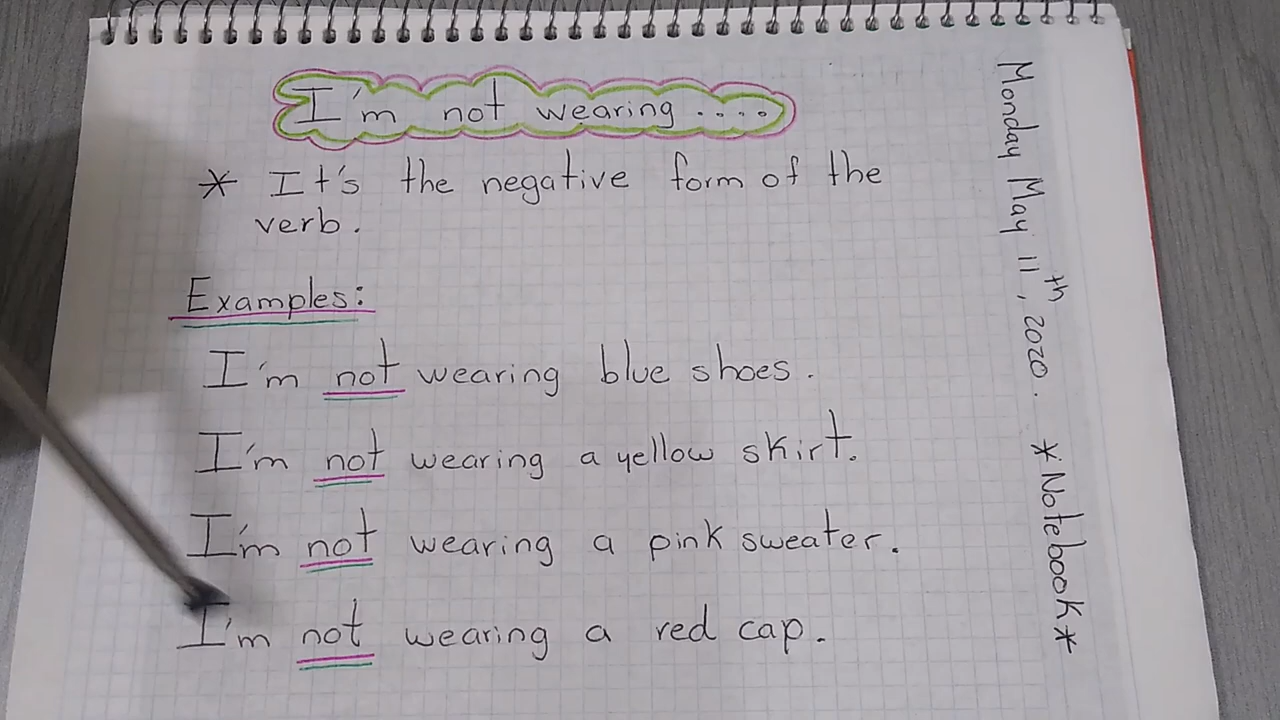 I'm not wearing ....
* It's the negative form of the
verb.
Examples:
I'm not wearing blue shoes.
I'm not wearing a yellow skirt.
I'm not wearing a pink sweater.
I'm not wearing a red cap.
Monday May 11th, 2020. *Notebook*